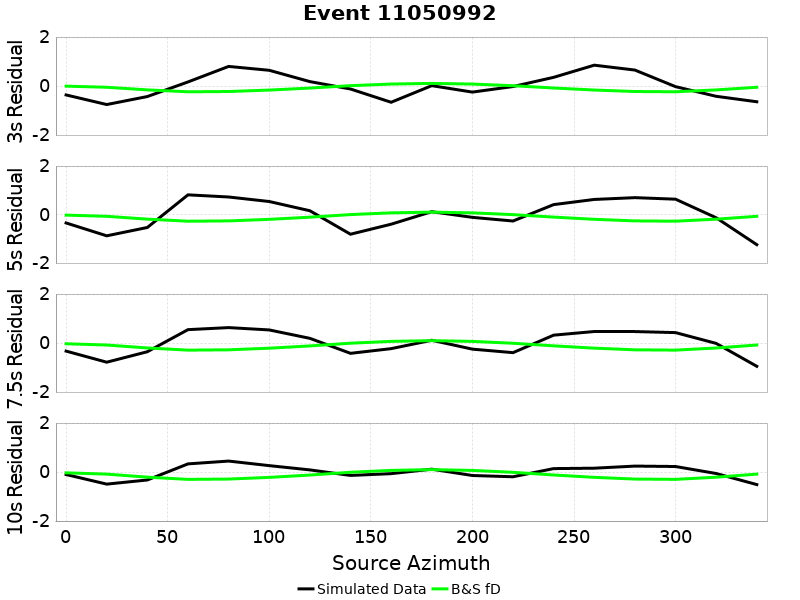 Event 11050992
3s Residual
2
0
-2
5s Residual
2
0
-2
7.5s Residual
2
0
-2
10s Residual
2
0
-2
0 50 100 150 200 250 300
Source Azimuth
Simulated Data B&S fD